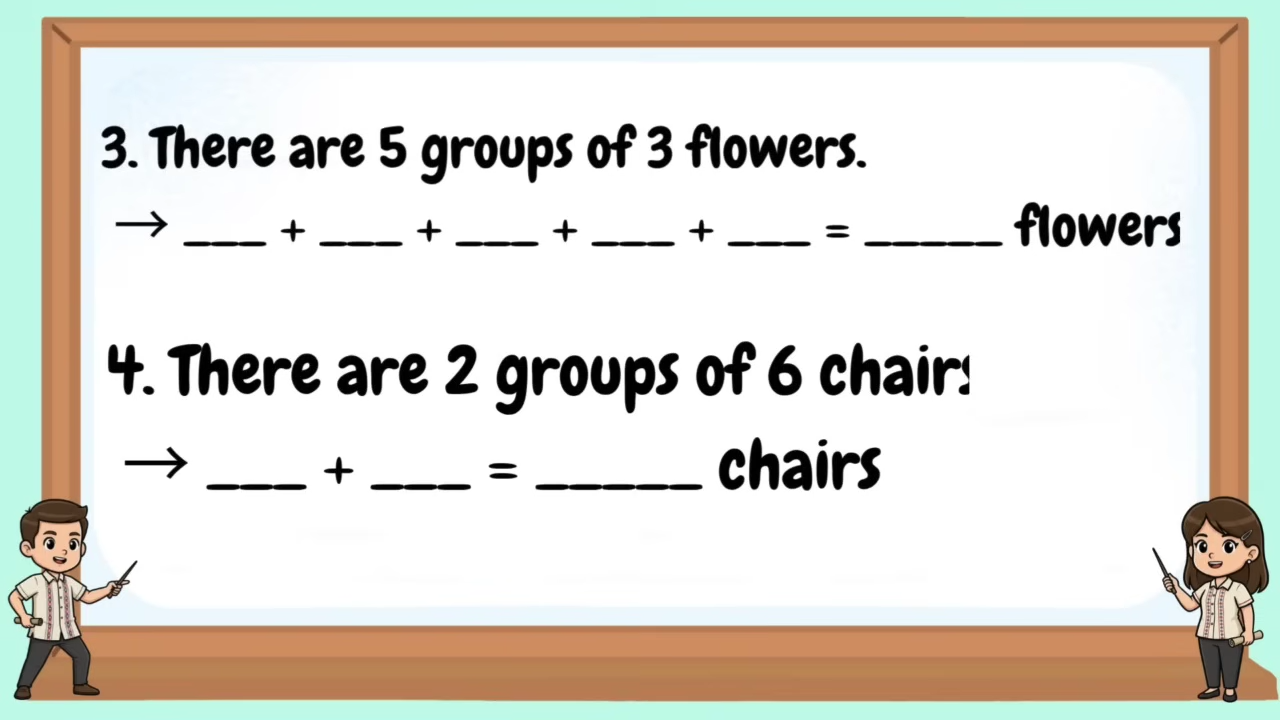 3. There are 5 groups of 3 flowers.
→ ___ + ___ + ___ + ___ + ___ = _____ flowers
4. There are 2 groups of 6 chairs
→ ___ + ___ = _____ chairs